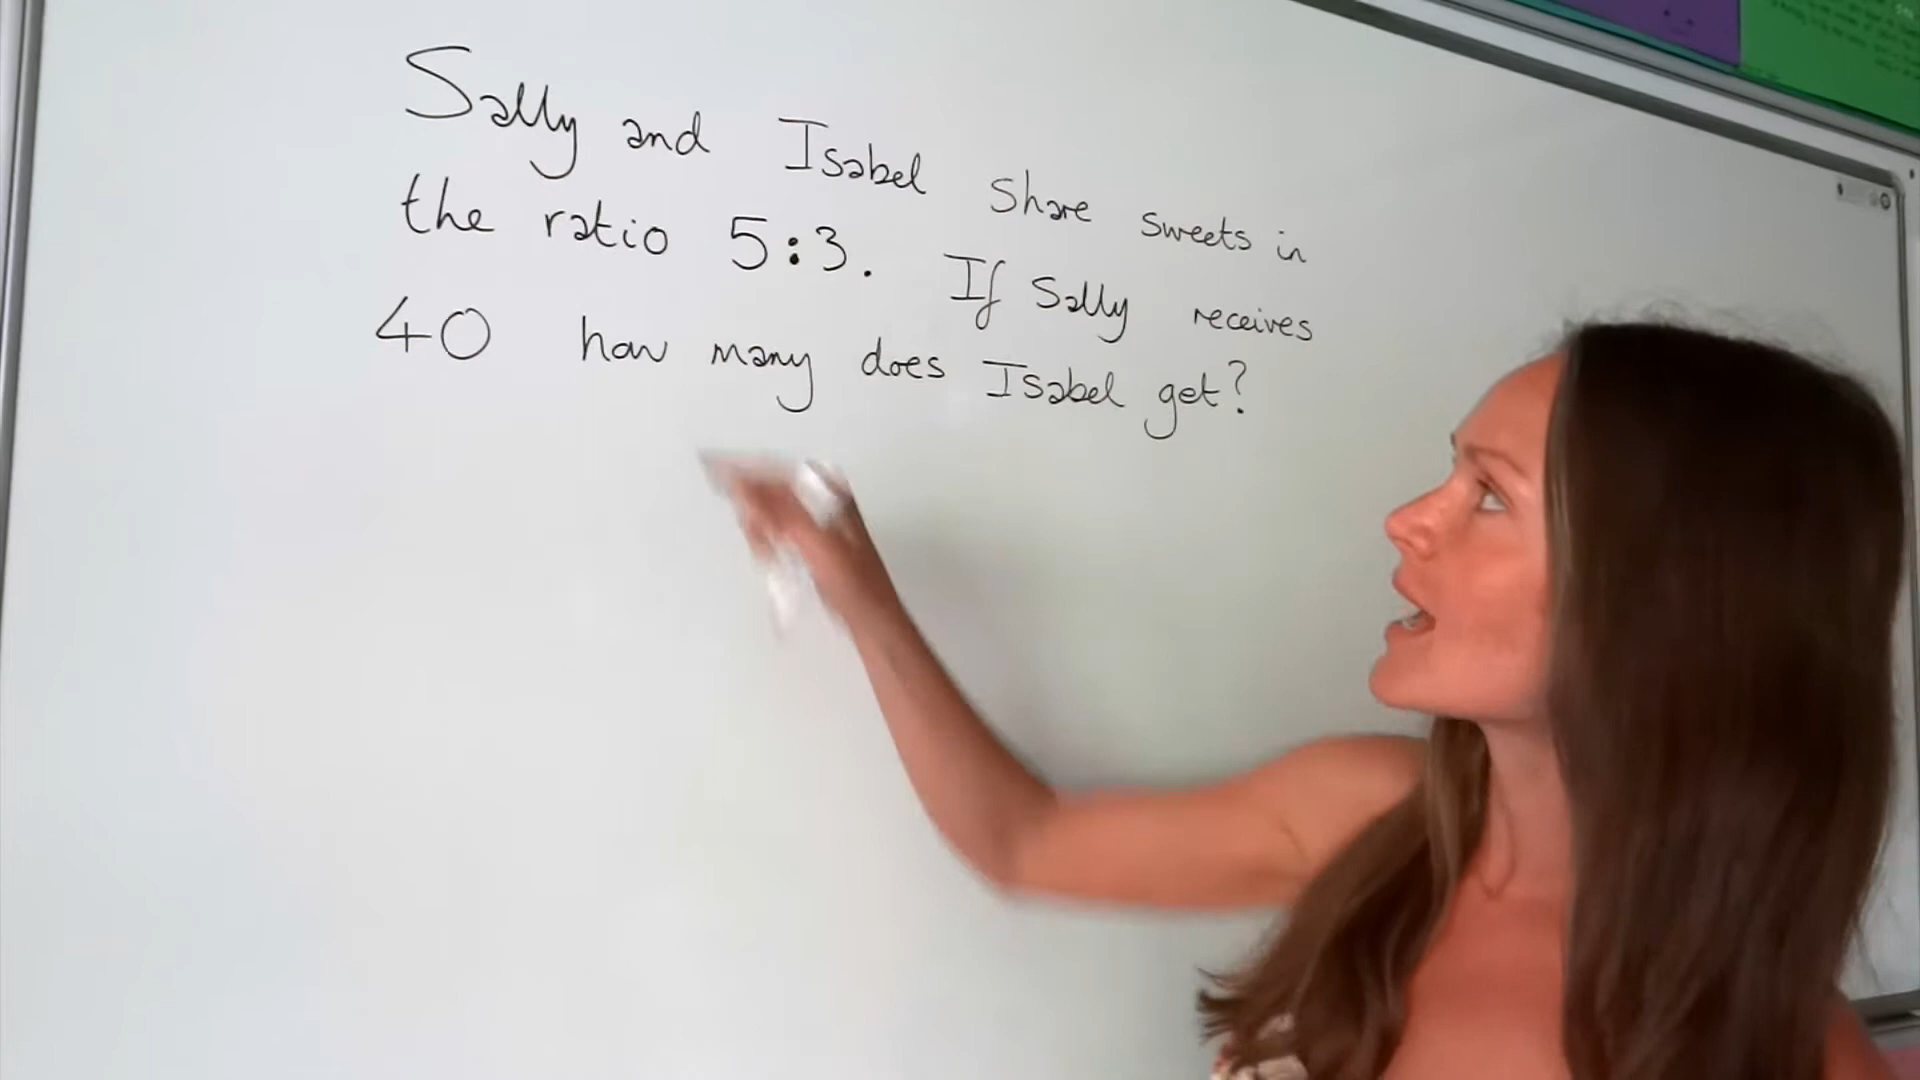 Sally and Isabel share sweets in
the ratio 5:3. If Sally receives
40 how many does Isabel get?